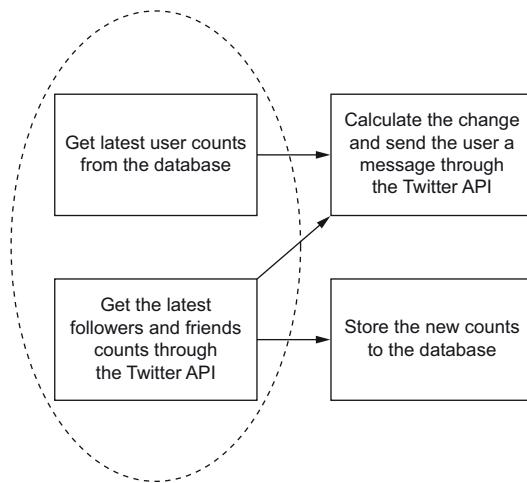 Get latest user counts
from the database
Calculate the change
and send the user a
message through
the Twitter API
Get the latest
followers and friends
counts through
the Twitter API
Store the new counts
to the database